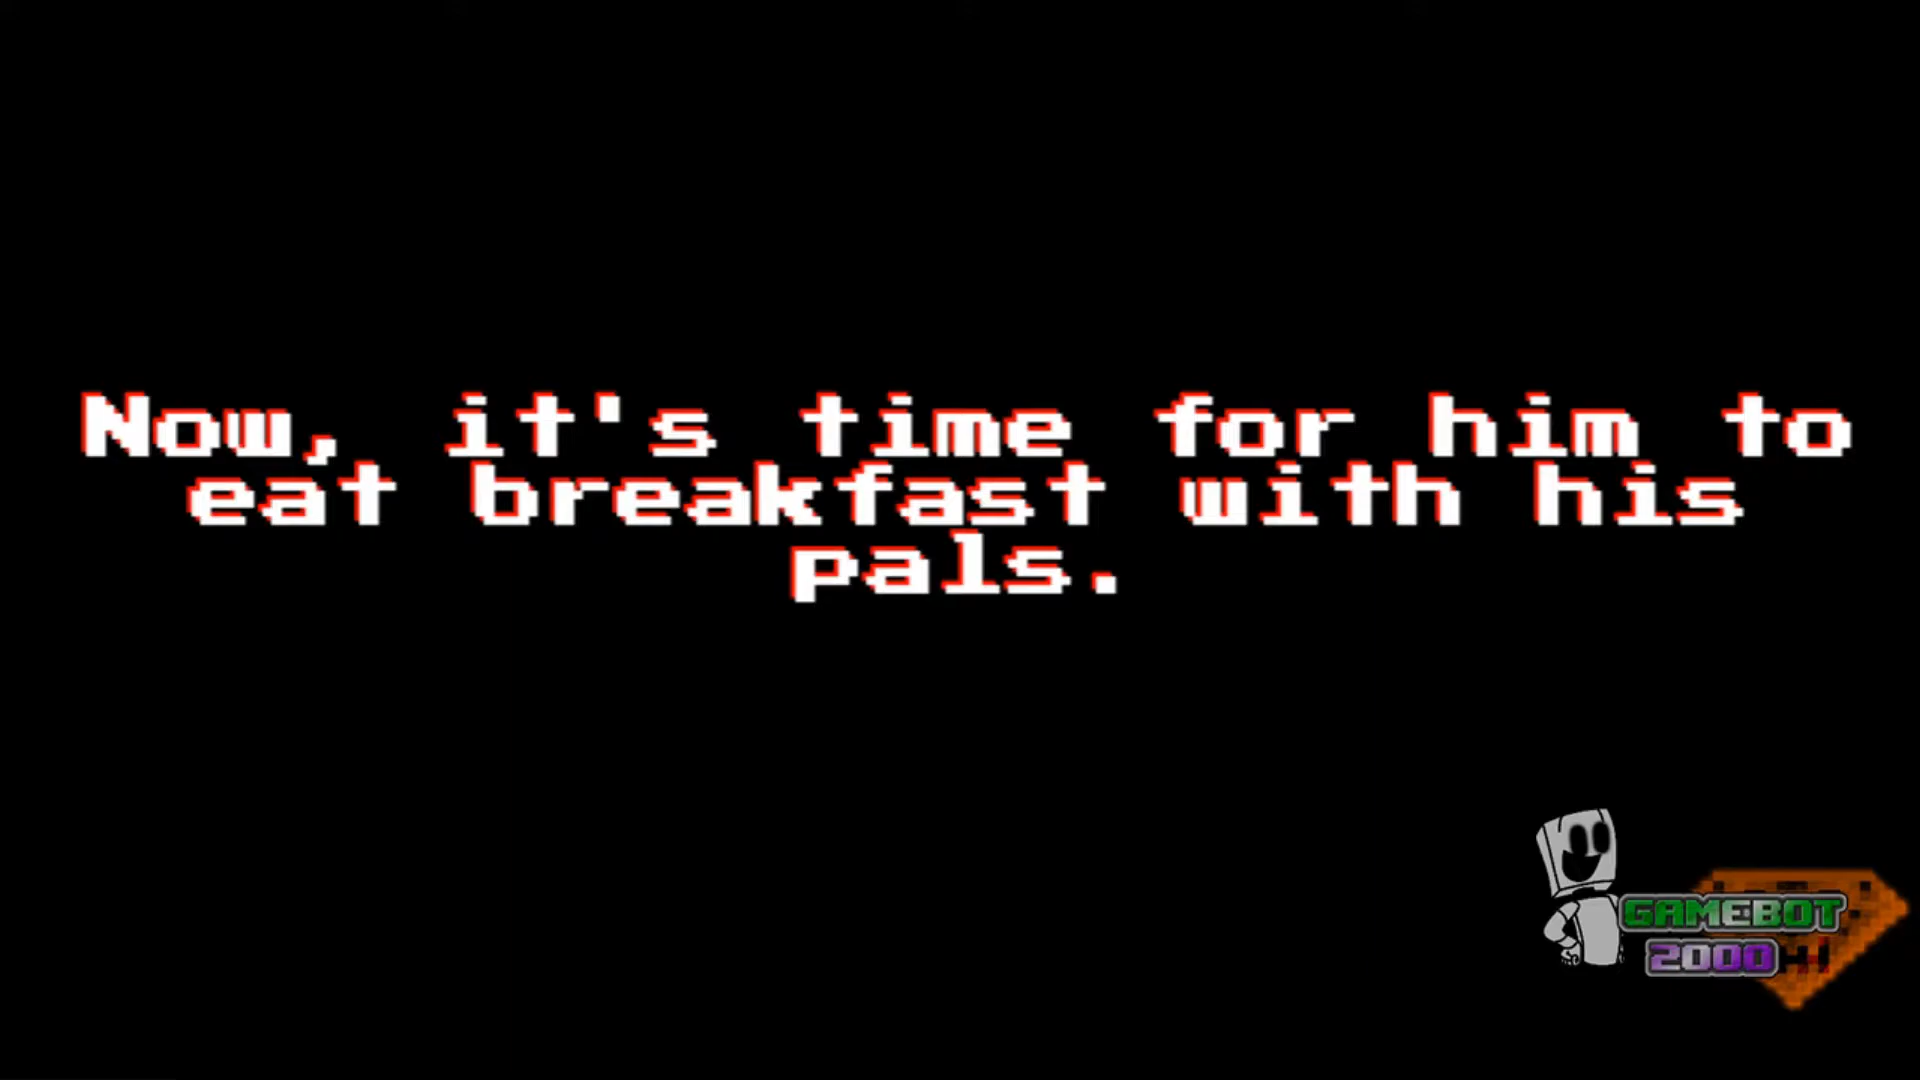 Now, it's time for him to
eat breakfast with his
pals.
GAMEBOT
2000